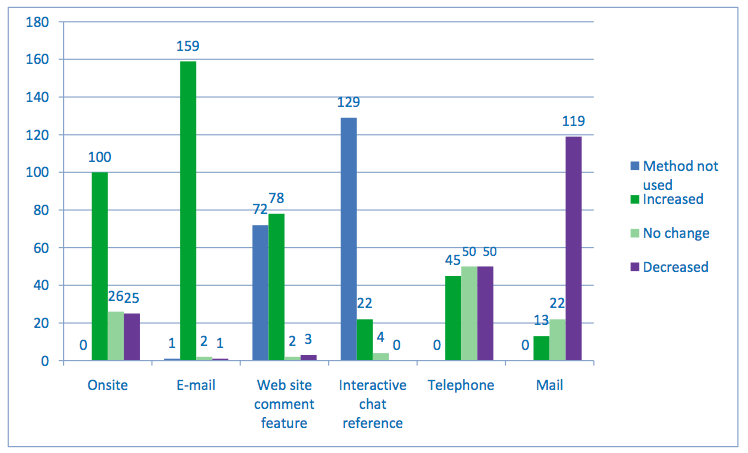 180
160
140
120
100
80
60
40
20
0
0 100 26 25
1 159 2 1
72 78 2 3
129 22 4 0
0 45 50 50
0 13 22 119
Onsite
E-mail
Web site
comment
feature
Interactive
chat
reference
Telephone
Mail
Method not
used
Increased
No change
Decreased